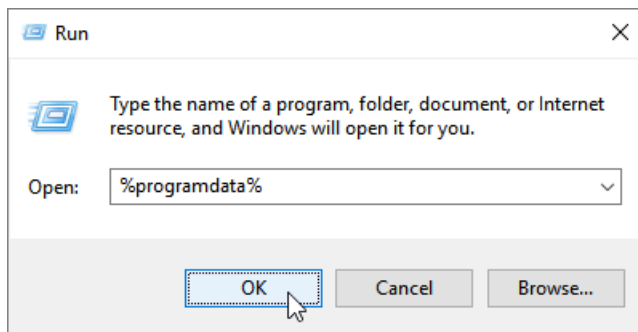 Run
Type the name of a program, folder, document, or Internet
resource, and Windows will open it for you.
Open: %programdata%
OK Cancel Browse...